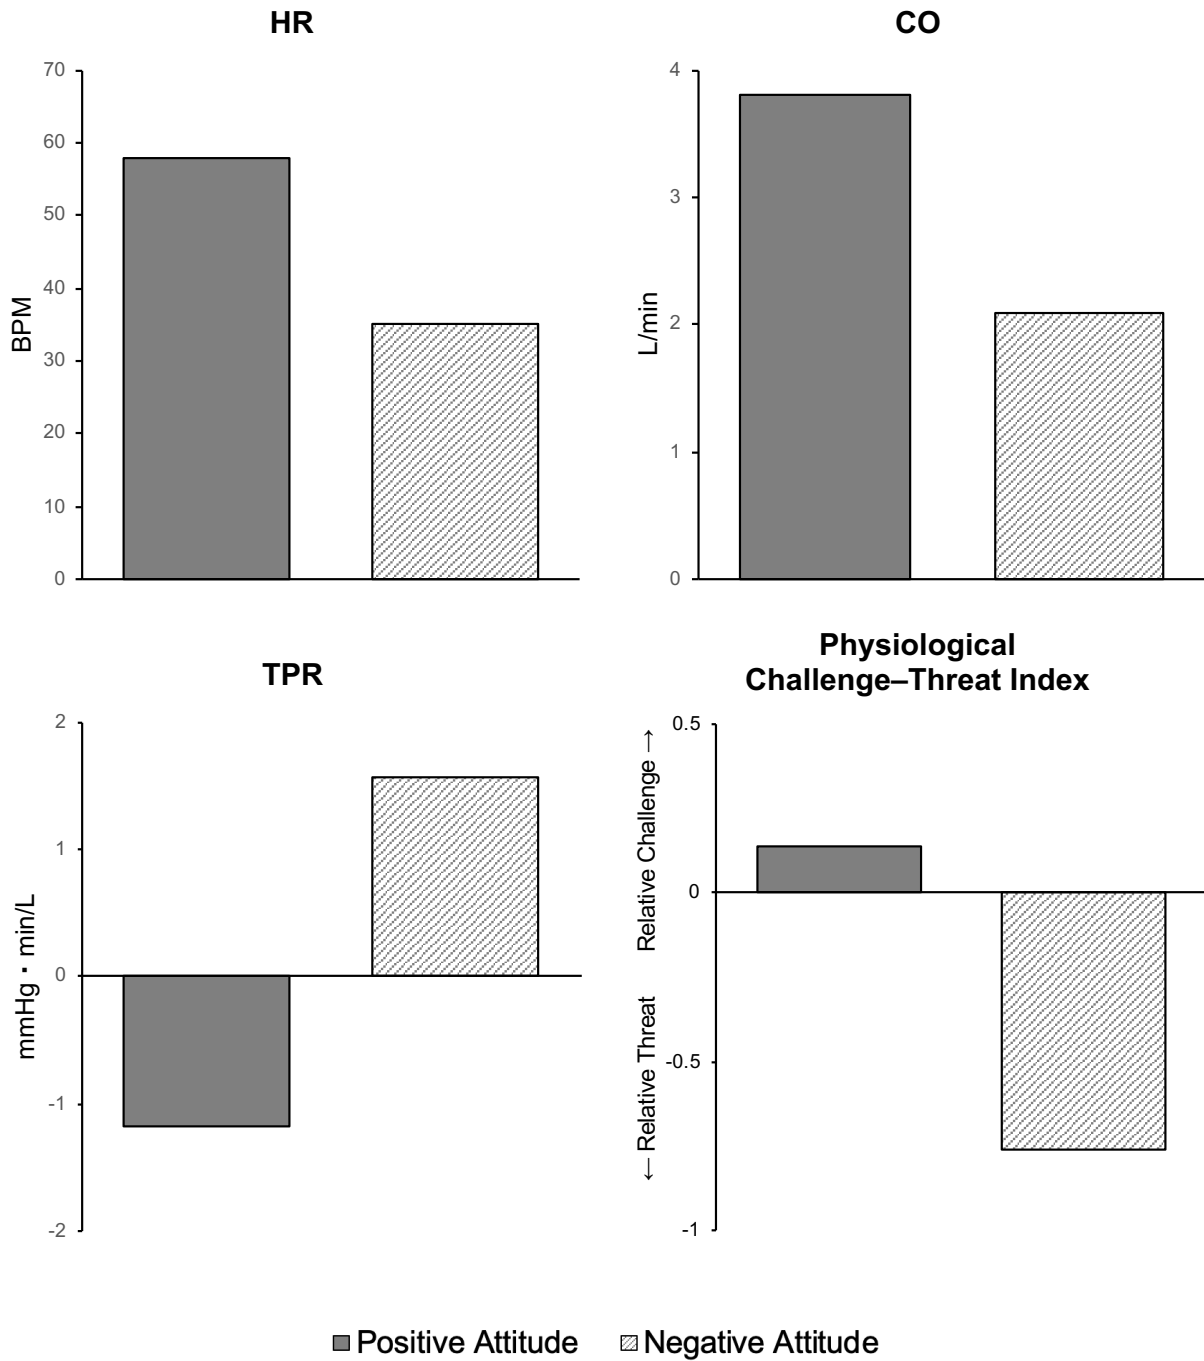 HR
70
60
50
40
30
20
10
0
BPM
CO
4
3
2
1
0
L/min
TPR
2
1
0
-1
-2
mmHg · min/L
Physiological
Challenge–Threat Index
0.5
0
-0.5
-1
← Relative Threat Relative Challenge →
Positive Attitude Negative Attitude